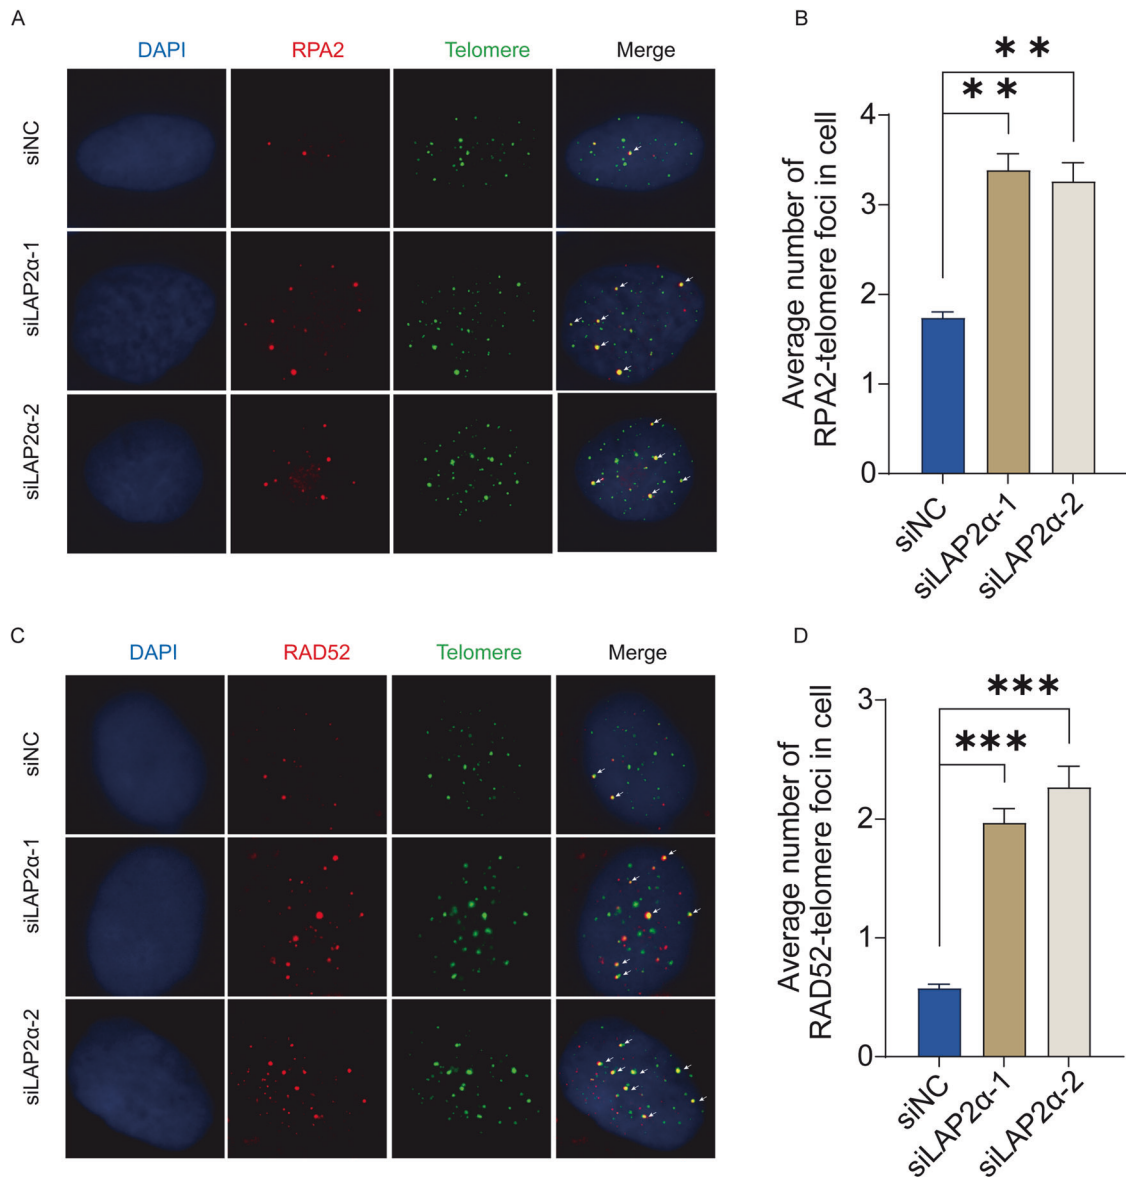 A
DAPI RPA2 Telomere Merge
siNC
siLAP2α-1
siLAP2α-2
B
Average number of
RPA2-telomere foci in cell
4
3
2
1
0
**
**
siNC
siLAP2α-1
siLAP2α-2
C
DAPI RAD52 Telomere Merge
siNC
siLAP2α-1
siLAP2α-2
D
Average number of
RAD52-telomere foci in cell
3
2
1
0
***
***
siNC
siLAP2α-1
siLAP2α-2